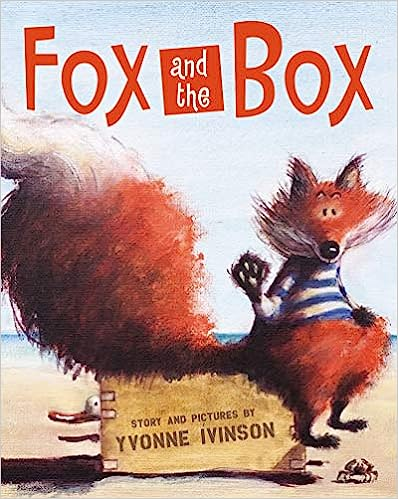 FOX and the BOX
STORY AND PICTURES BY
YVONNE IVINSON